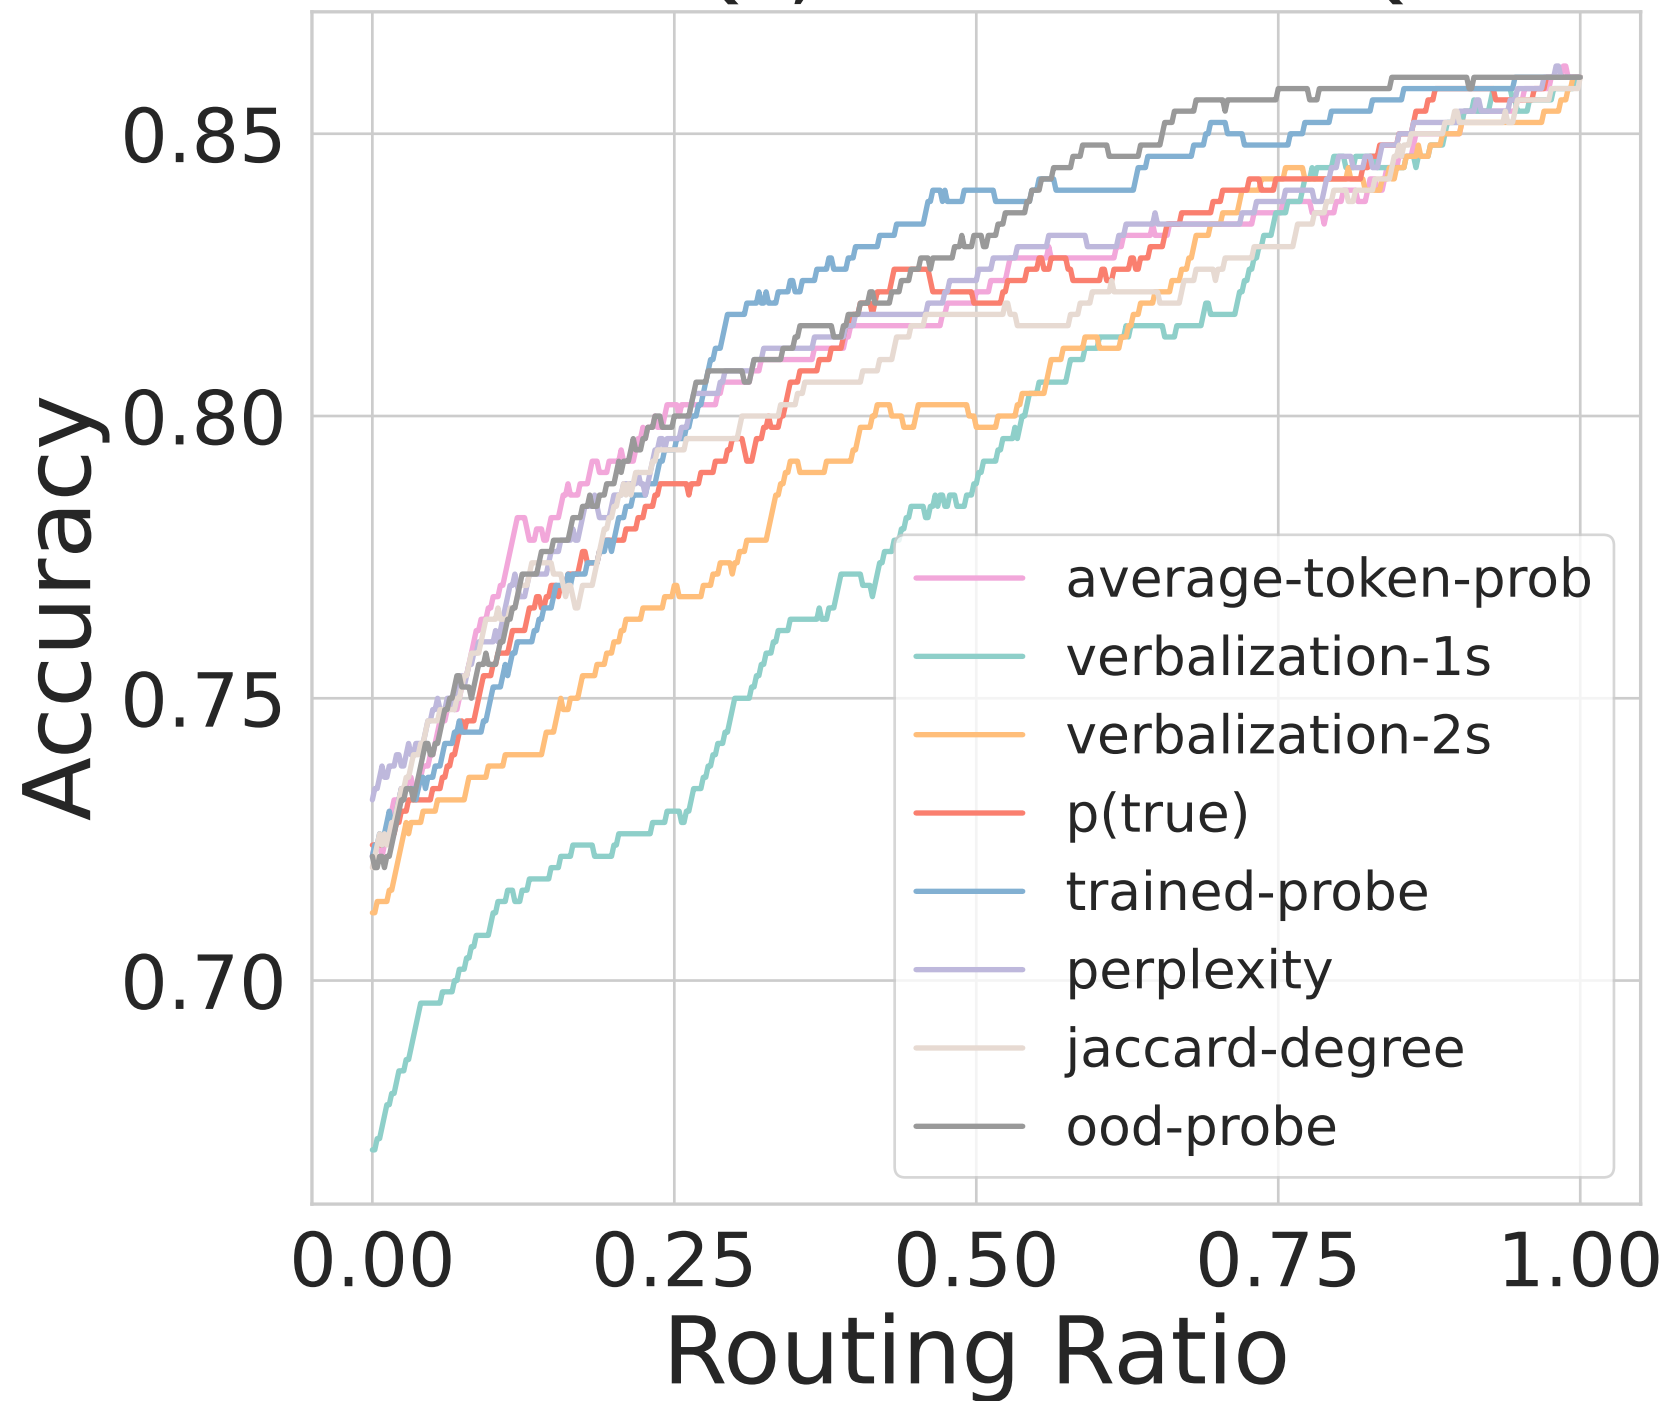 0.85
0.80
0.75
0.70
Accuracy
average-token-prob
verbalization-1s
verbalization-2s
p(true)
trained-probe
perplexity
jaccard-degree
ood-probe
0.00 0.25 0.50 0.75 1.00
Routing Ratio